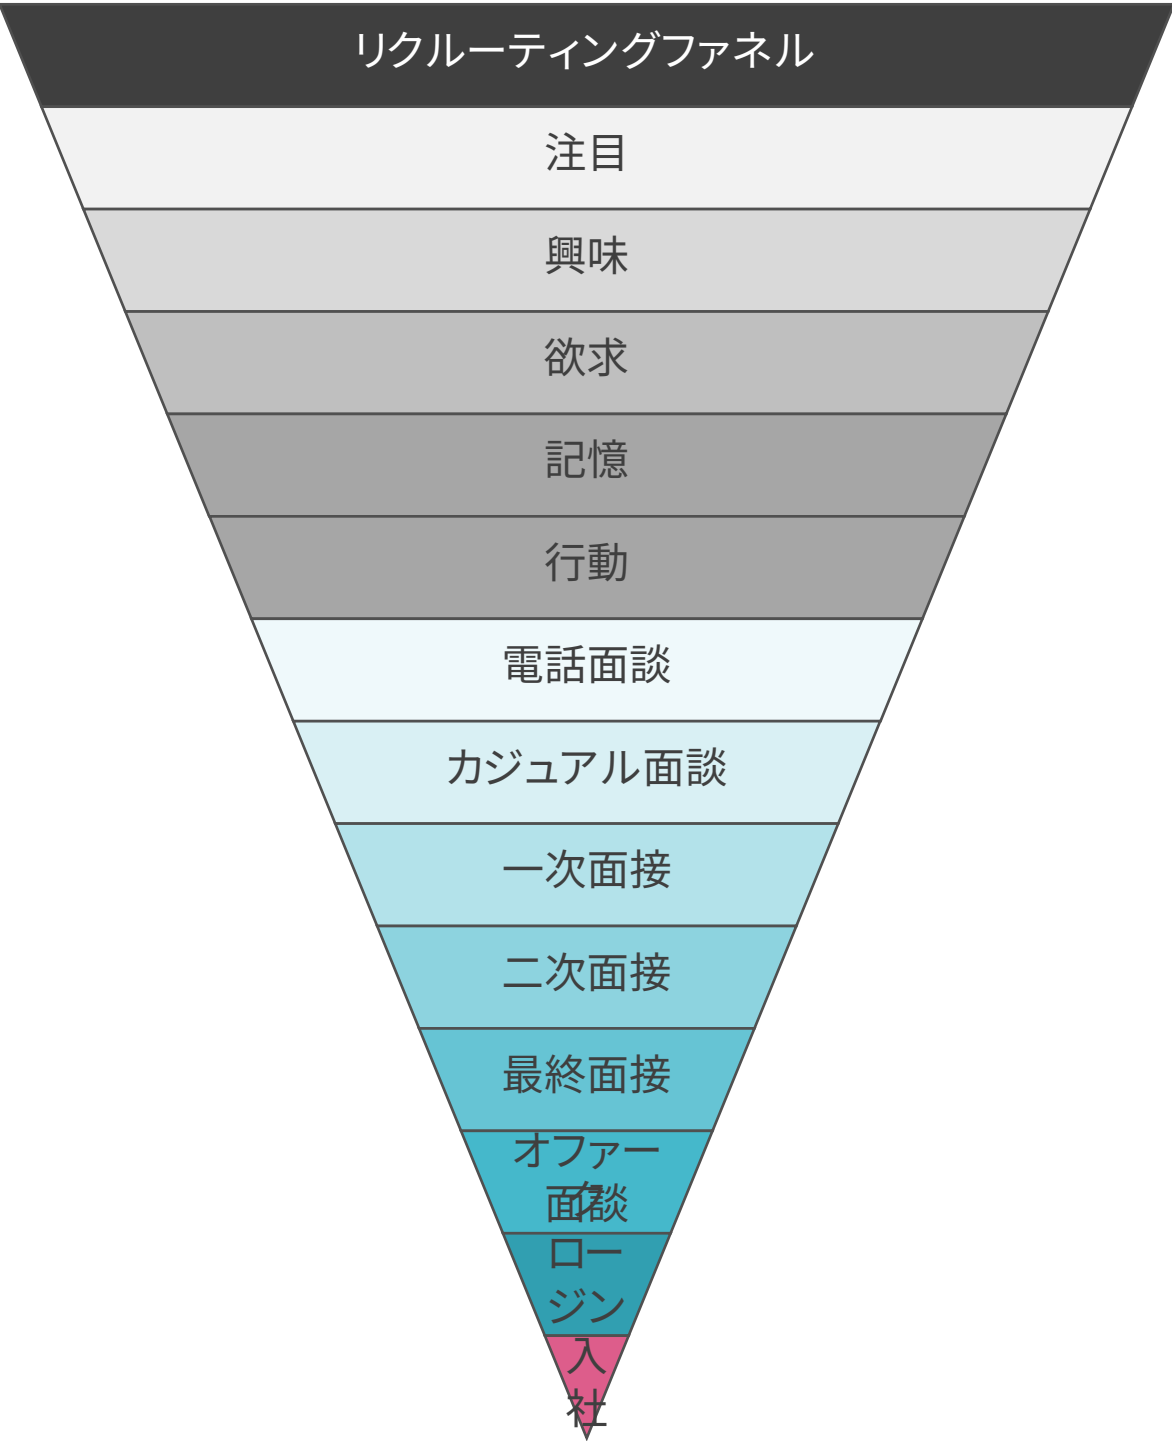 リクルーティングファネル
注目
興味
欲求
記憶
行動
電話面談
カジュアル面談
一次面接
二次面接
最終面接
オファー
面談
ク
ロー
ジン
入
社